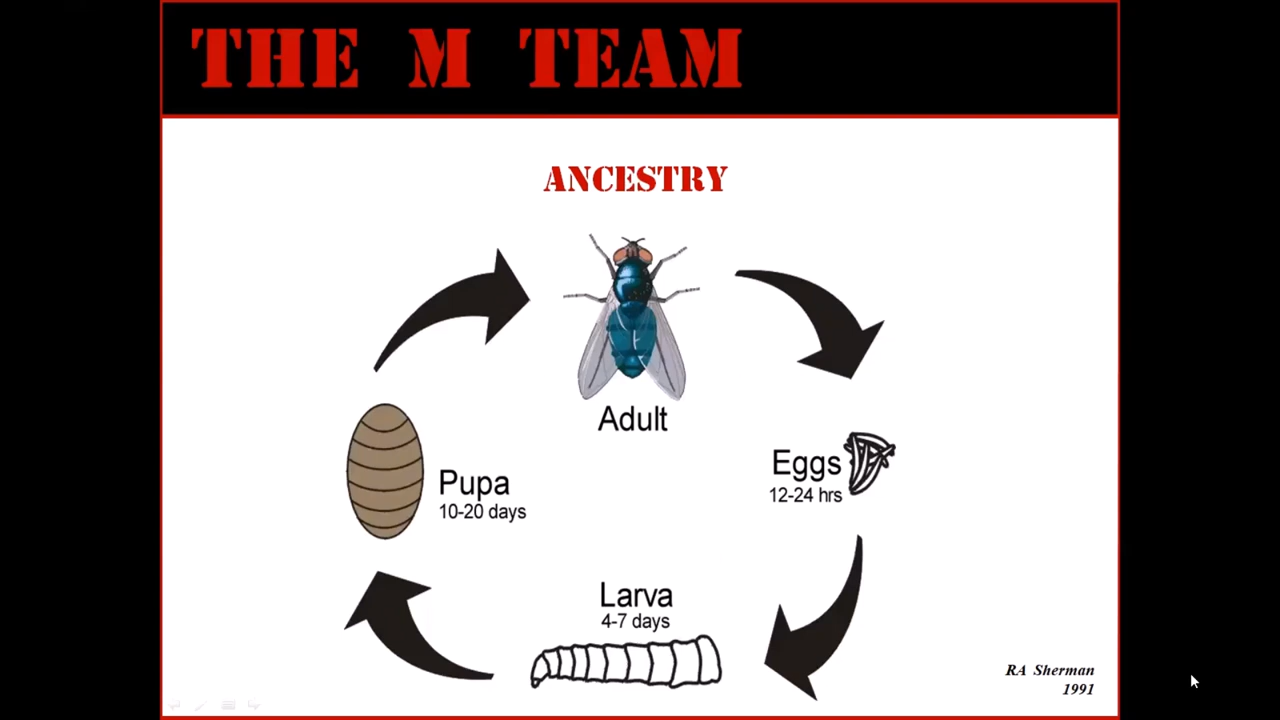 THE M TEAM
ANCESTRY
Adult
Eggs
12-24 hrs
Pupa
10-20 days
Larva
4-7 days
RA Sherman
1991